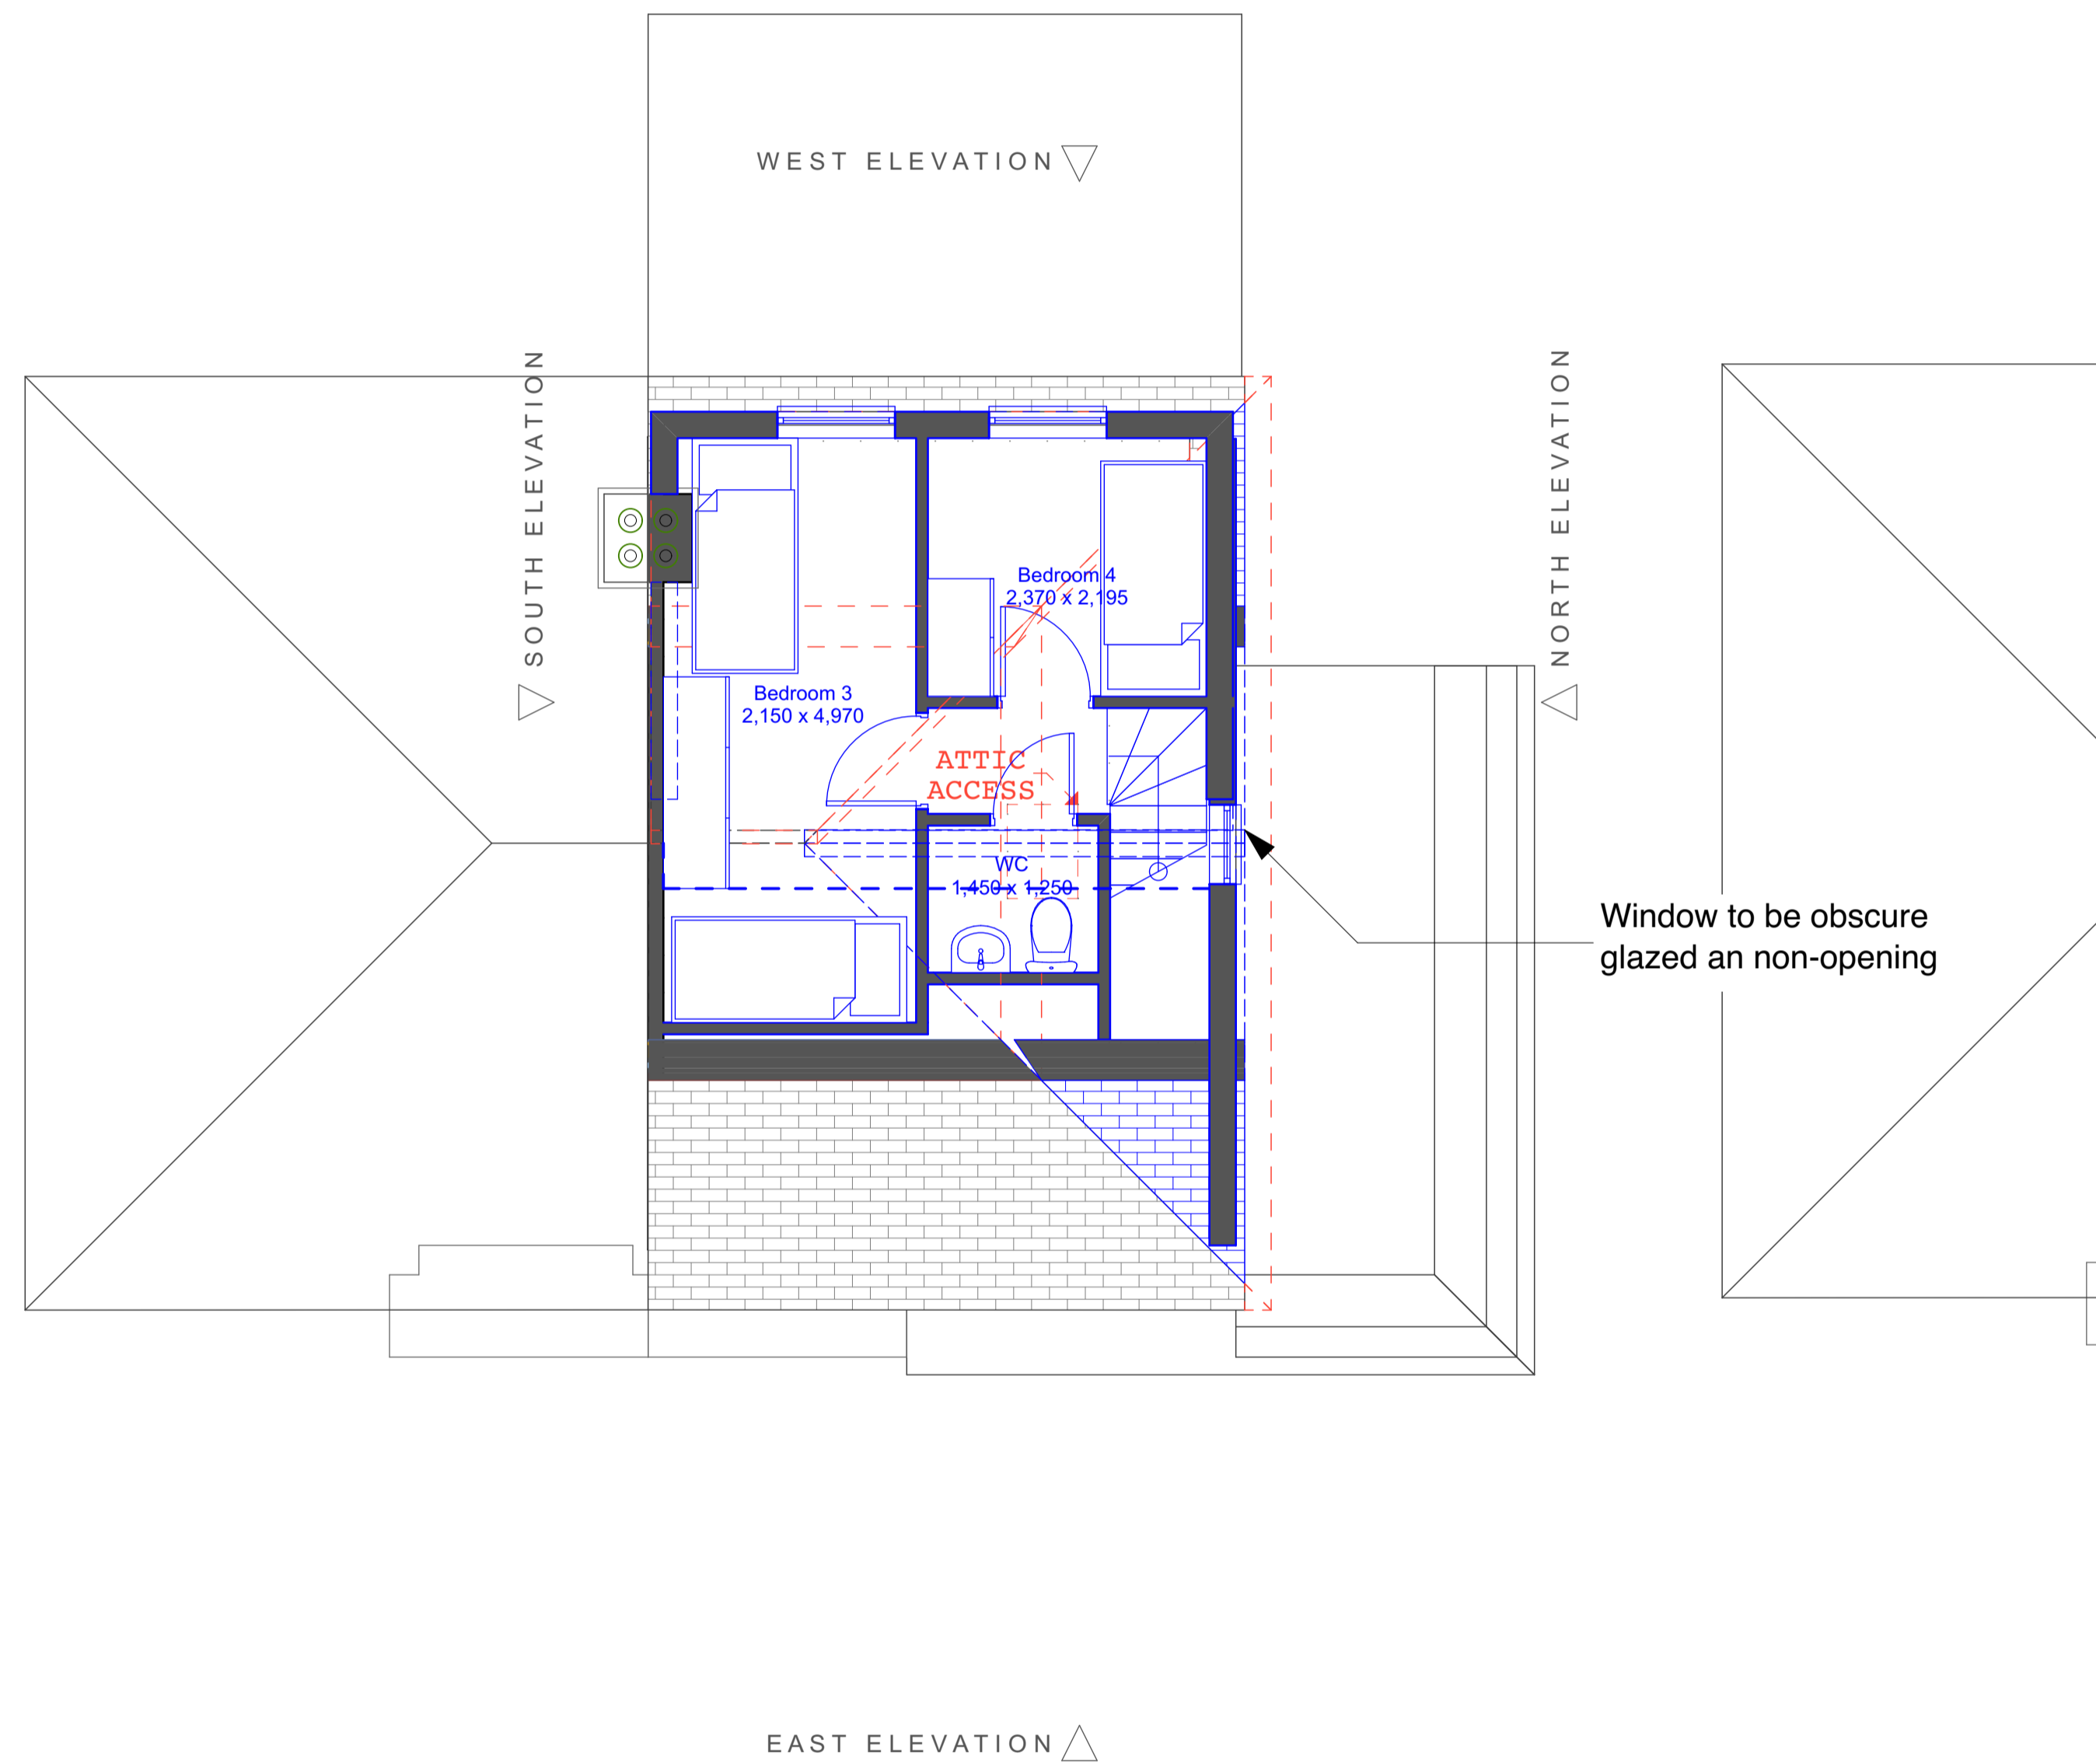 WEST ELEVATION
SOUTH ELEVATION
NORTH ELEVATION
Bedroom 4
2,370 x 2,195
Bedroom 3
2,150 x 4,970
ATTIC
ACCESS
WC
1,450 x 1,250
Window to be obscure
glazed an non-opening
EAST ELEVATION